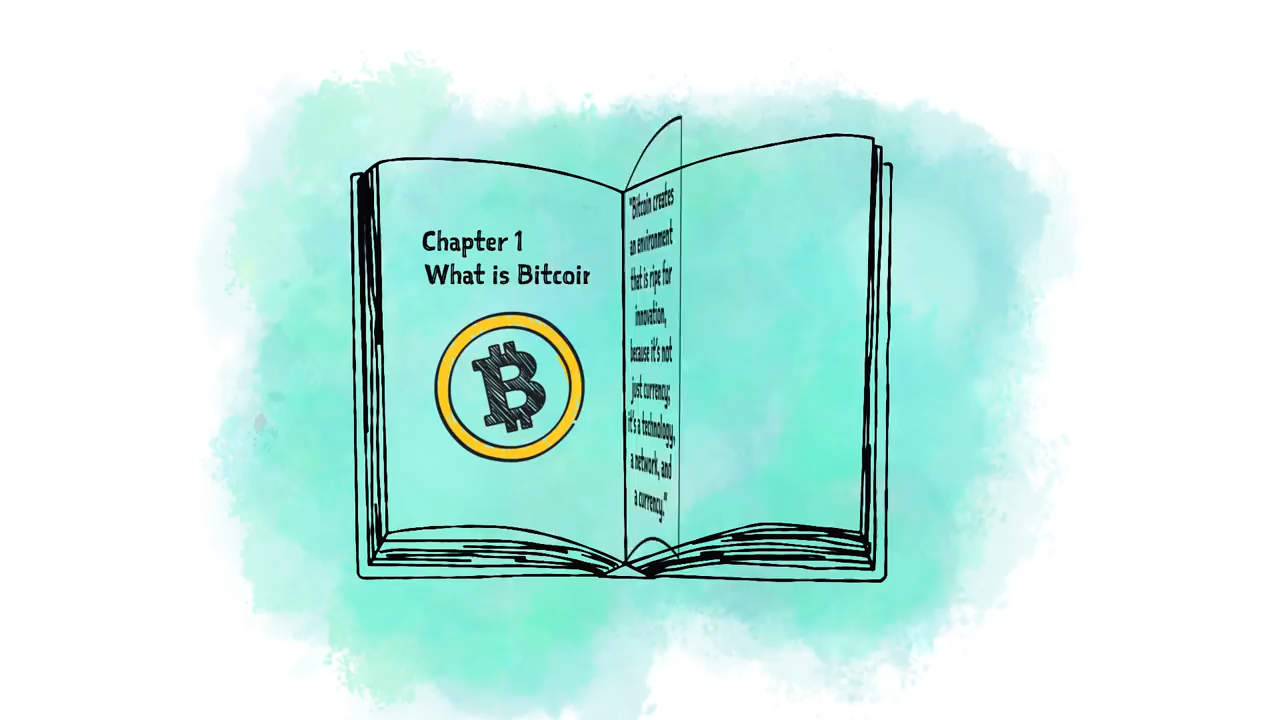 Chapter 1
What is Bitcoin
"Bitcoin creates
an environment
that is ripe for
innovation,
because it's not
just currency;
it's a technology,
a network, and
a currency."